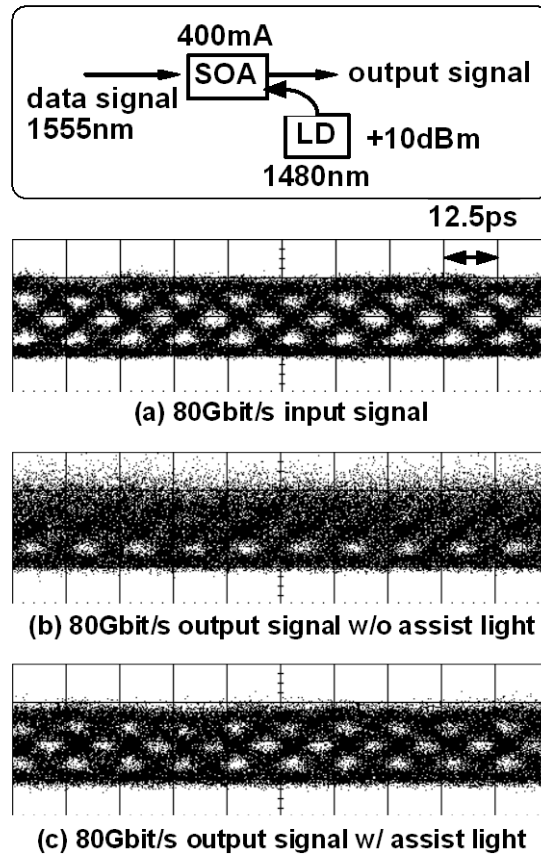 400mA
SOA
output signal
data signal
1555nm
LD
+10dBm
1480nm
12.5ps
(a) 80Gbit/s input signal
(b) 80Gbit/s output signal w/o assist light
(c) 80Gbit/s output signal w/ assist light